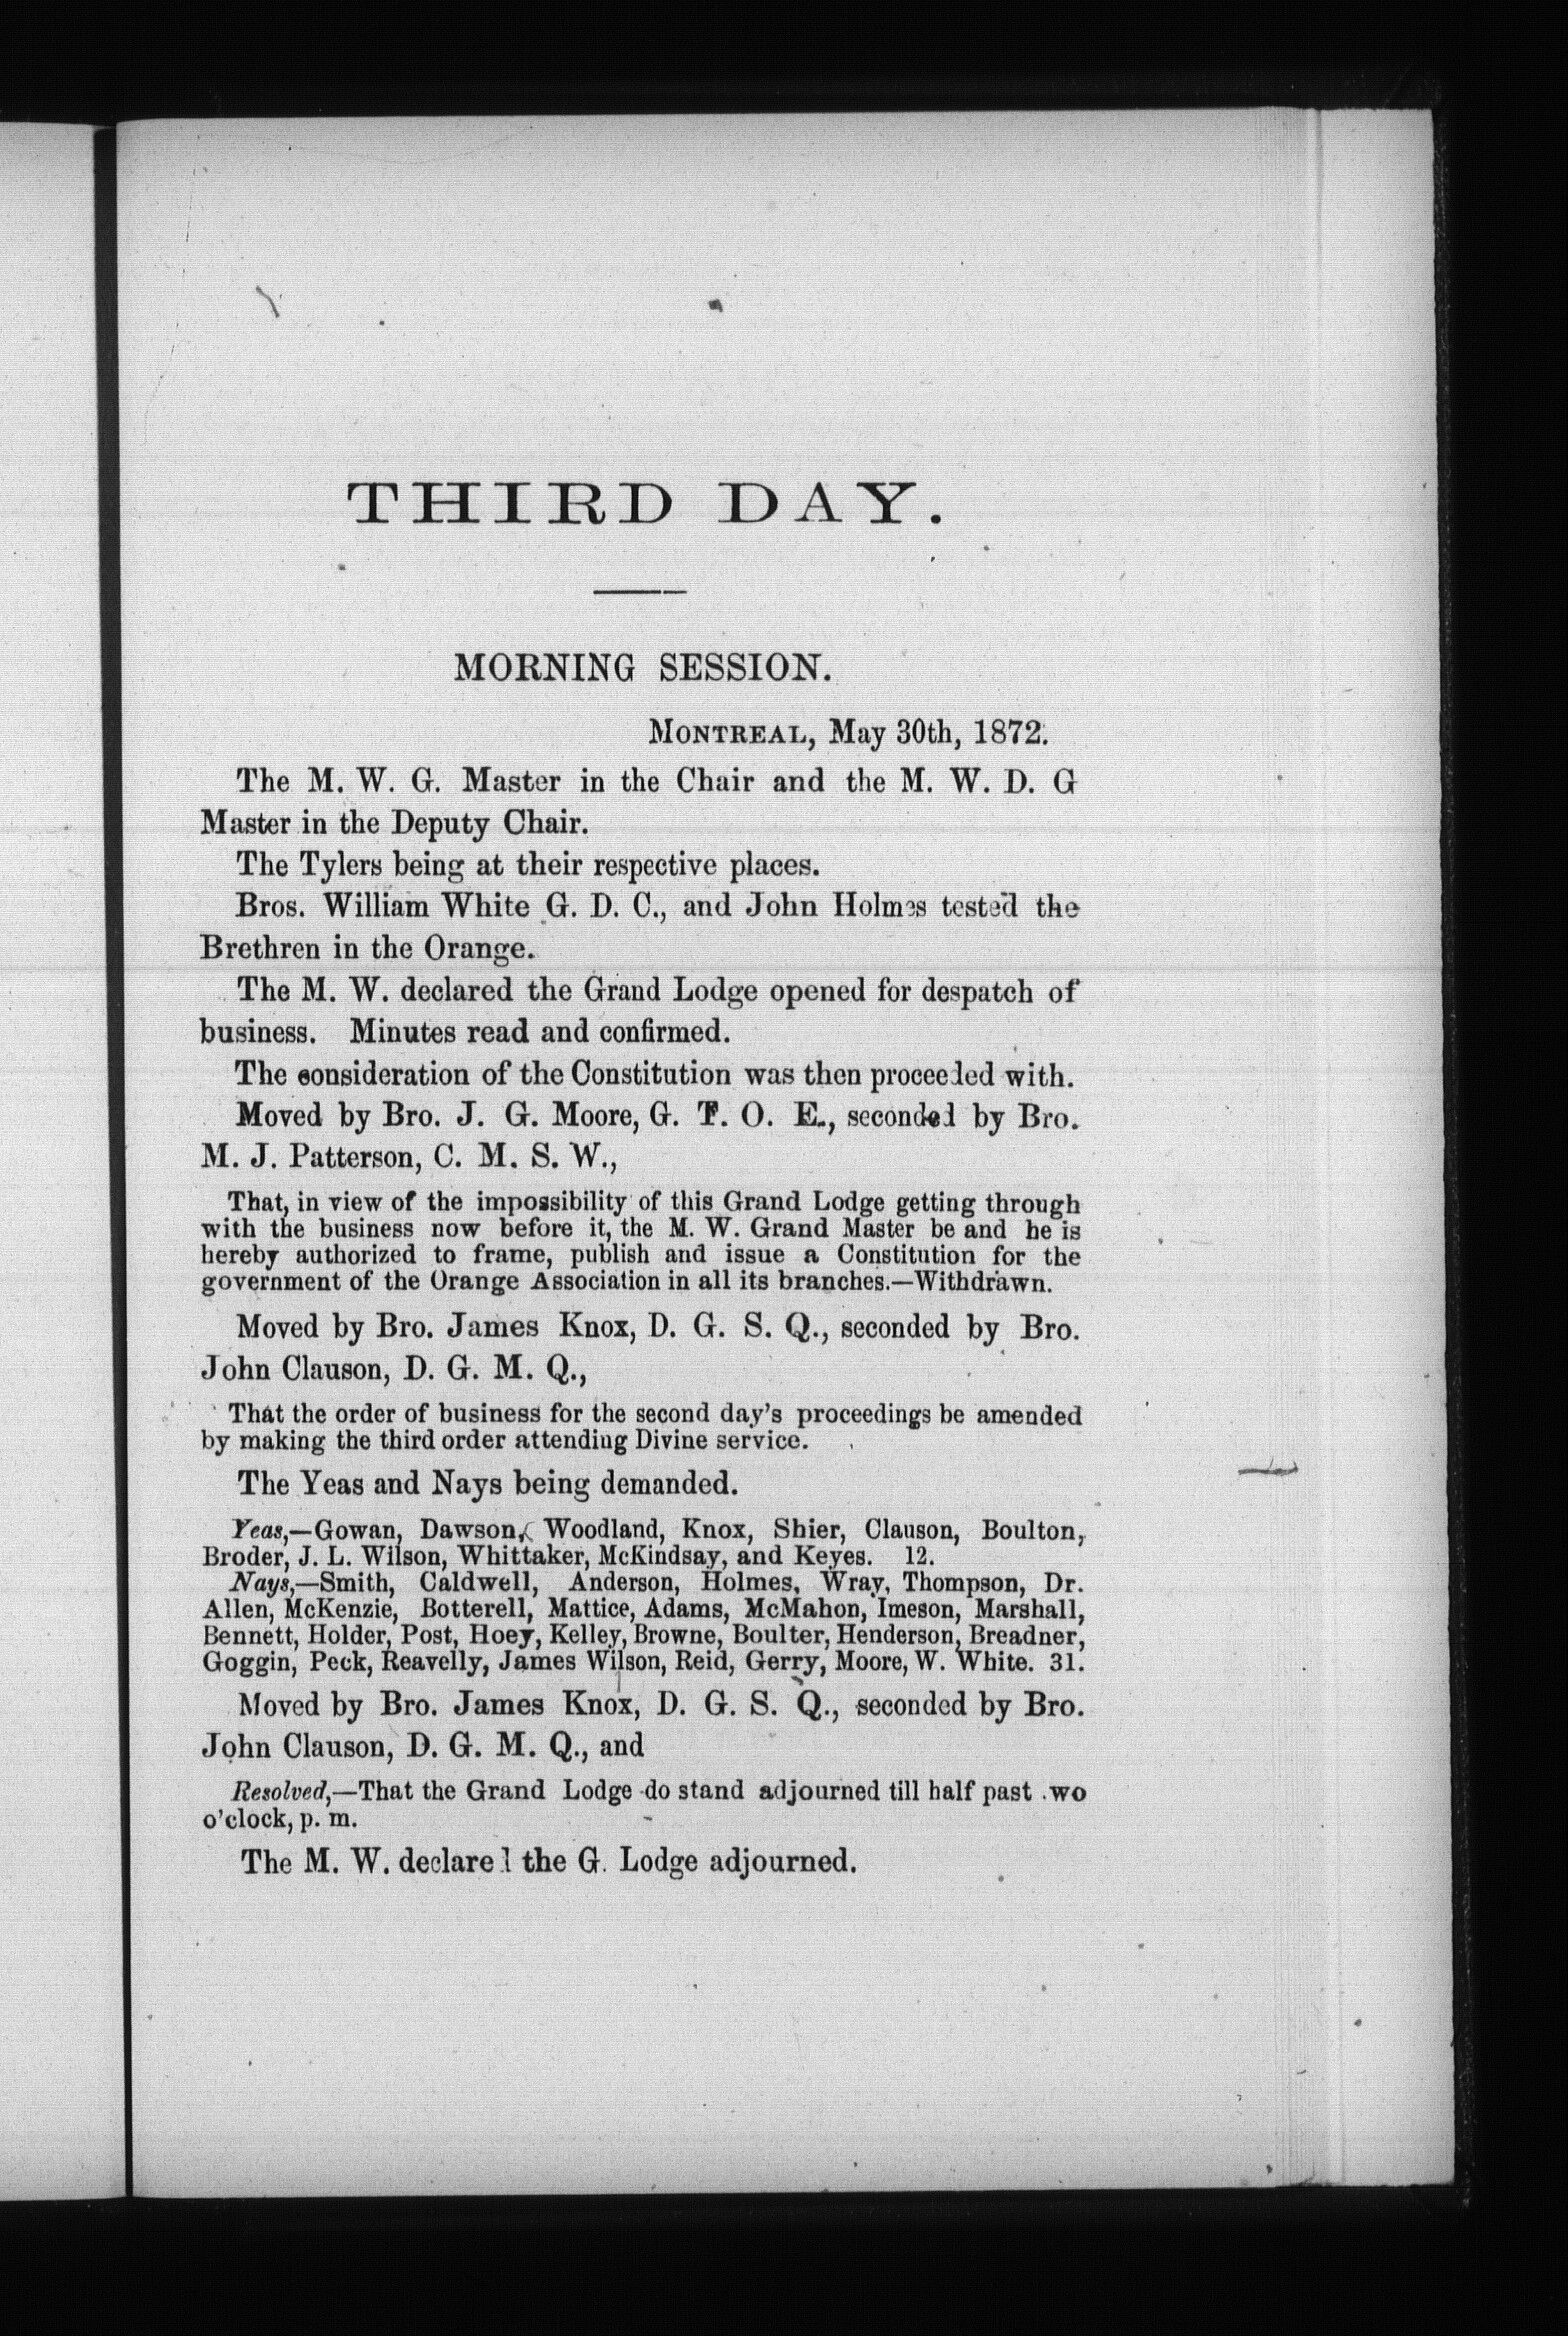 THIRD DAY.
MORNING SESSION.
MONTREAL, May 30th, 1872.
The M. W. G. Master in the Chair and the M. W. D. G
Master in the Deputy Chair.
The Tylers being at their respective places.
Bros. William White G. D. C., and John Holmes tested the
Brethren in the Orange.
The M. W. declared the Grand Lodge opened for despatch of
business. Minutes read and confirmed.
The consideration of the Constitution was then proceeded with.
Moved by Bro. J. G. Moore, G. T. O. E., seconded by Bro.
M. J. Patterson, C. M. S. W.,
That, in view of the impossibility of this Grand Lodge getting through
with the business now before it, the M. W. Grand Master be and he is
hereby authorized to frame, publish and issue a Constitution for the
government of the Orange Association in all its branches.—Withdrawn.
Moved by Bro. James Knox, D. G. S. Q., seconded by Bro.
John Clauson, D. G. M. Q.,
That the order of business for the second day's proceedings be amended
by making the third order attending Divine service.
The Yeas and Nays being demanded.
Yeas,—Gowan, Dawson, Woodland, Knox, Shier, Clauson, Boulton,
Broder, J. L. Wilson, Whittaker, McKindsay, and Keyes. 12.
Nays,—Smith, Caldwell, Anderson, Holmes, Wray, Thompson, Dr.
Allen, McKenzie, Botterell, Mattice, Adams, McMahon, Imeson, Marshall,
Bennett, Holder, Post, Hoey, Kelley, Browne, Boulter, Henderson, Breadner,
Goggin, Peck, Reavelly, James Wilson, Reid, Gerry, Moore, W. White. 31.
Moved by Bro. James Knox, D. G. S. Q., seconded by Bro.
John Clauson, D. G. M. Q., and
Resolved,—That the Grand Lodge do stand adjourned till half past wo
o'clock, p. m.
The M. W. declared the G. Lodge adjourned.